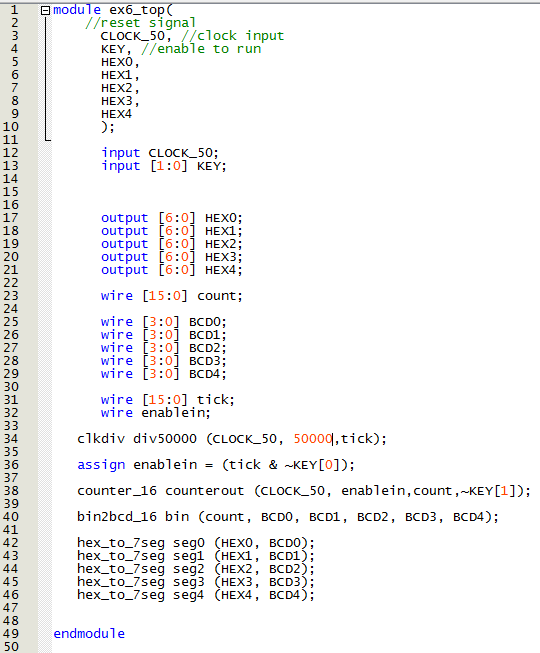 1 module ex6_top(
2 //reset signal
3 CLOCK_50, //clock input
4 KEY, //enable to run
5 HEX0,
6 HEX1,
7 HEX2,
8 HEX3,
9 HEX4
10 );
11
12 input CLOCK_50;
13 input [1:0] KEY;
14
15
16
17 output [6:0] HEX0;
18 output [6:0] HEX1;
19 output [6:0] HEX2;
20 output [6:0] HEX3;
21 output [6:0] HEX4;
22
23 wire [15:0] count;
24
25 wire [3:0] BCD0;
26 wire [3:0] BCD1;
27 wire [3:0] BCD2;
28 wire [3:0] BCD3;
29 wire [3:0] BCD4;
30
31 wire [15:0] tick;
32 wire enablein;
33
34 clkdiv div50000 (CLOCK_50, 50000,tick);
35
36 assign enablein = (tick & ~KEY[0]);
37
38 counter_16 counterout (CLOCK_50, enablein,count,~KEY[1]);
39
40 bin2bcd_16 bin (count, BCD0, BCD1, BCD2, BCD3, BCD4);
41
42 hex_to_7seg seg0 (HEX0, BCD0);
43 hex_to_7seg seg1 (HEX1, BCD1);
44 hex_to_7seg seg2 (HEX2, BCD2);
45 hex_to_7seg seg3 (HEX3, BCD3);
46 hex_to_7seg seg4 (HEX4, BCD4);
47
48
49 endmodule
50